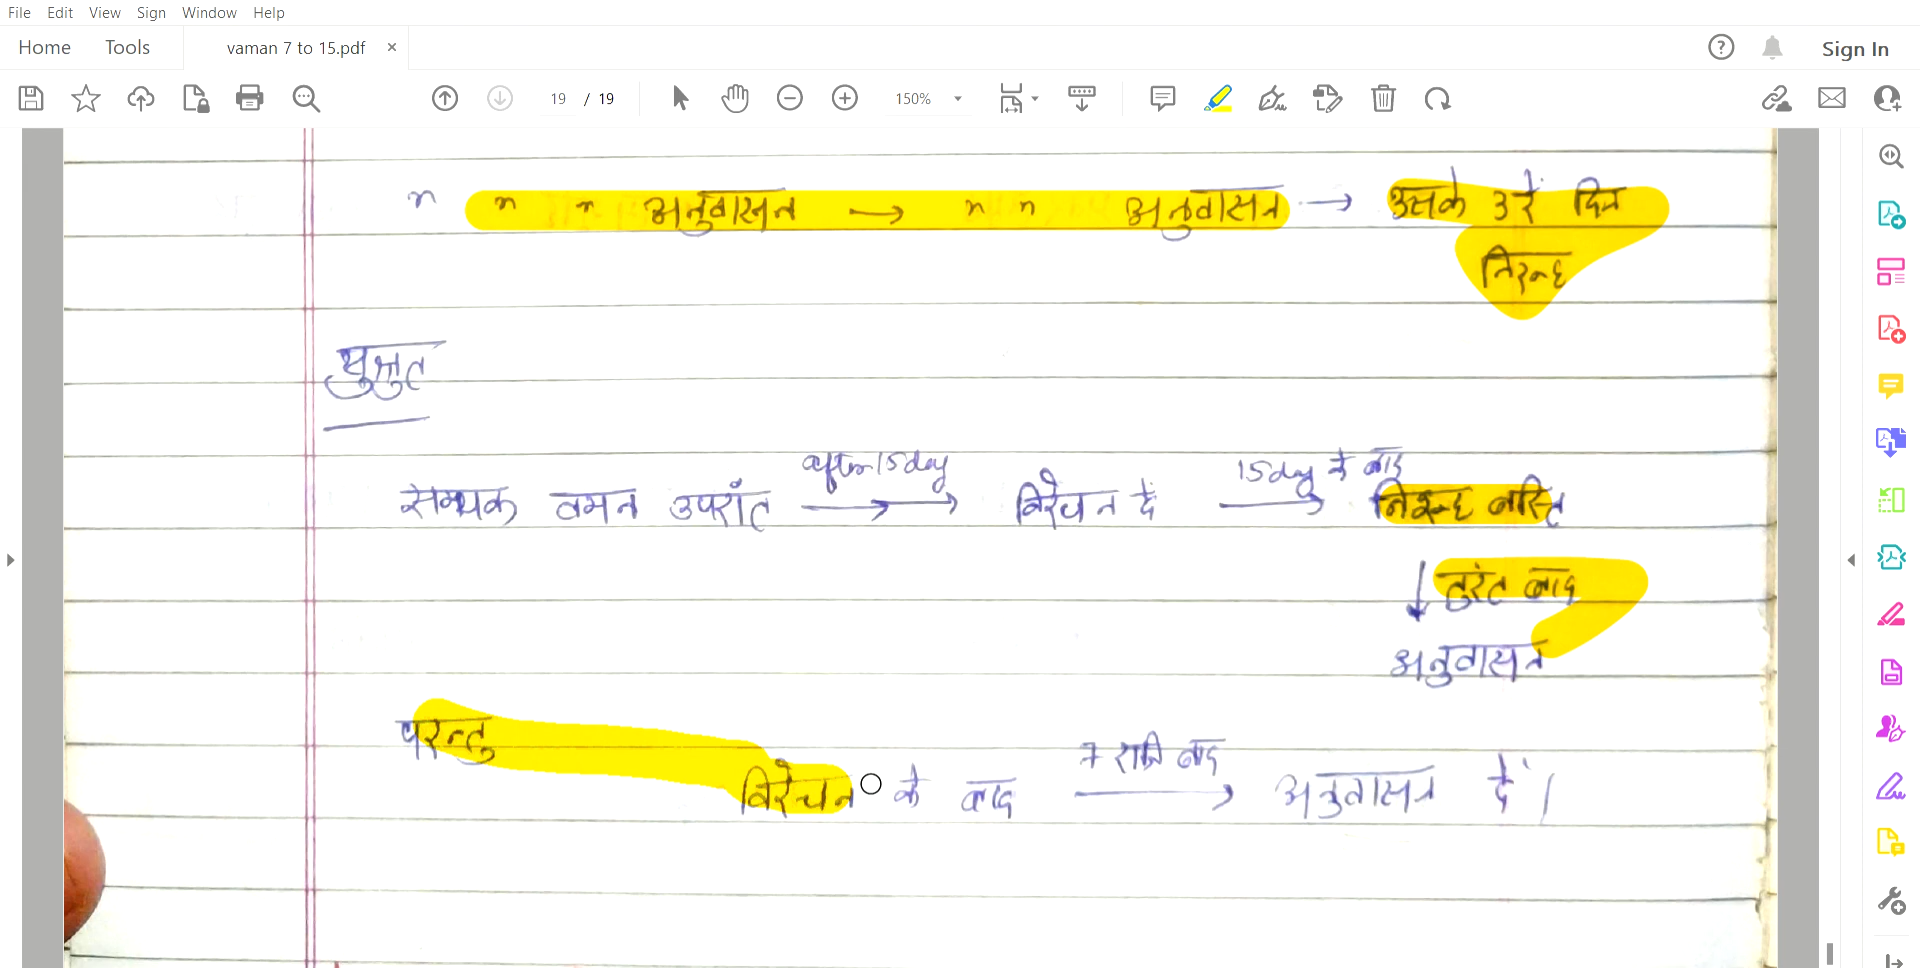 File Edit View Sign Window Help
Home Tools vaman 7 to 15.pdf × Sign In
19 / 19 150%
" " " अनुवासन → " " अनुवासन → उसके 3रे दिन
निरूह
सुश्रुत
after 15 day 15 day के बाद
सम्यक वमन उपरांत → विरेचन दें → निरूह बस्ति
↓ तुरंत बाद
अनुवासन
परन्तु
7 रात्रि बाद
विरेचन के बाद → अनुवासन दें।